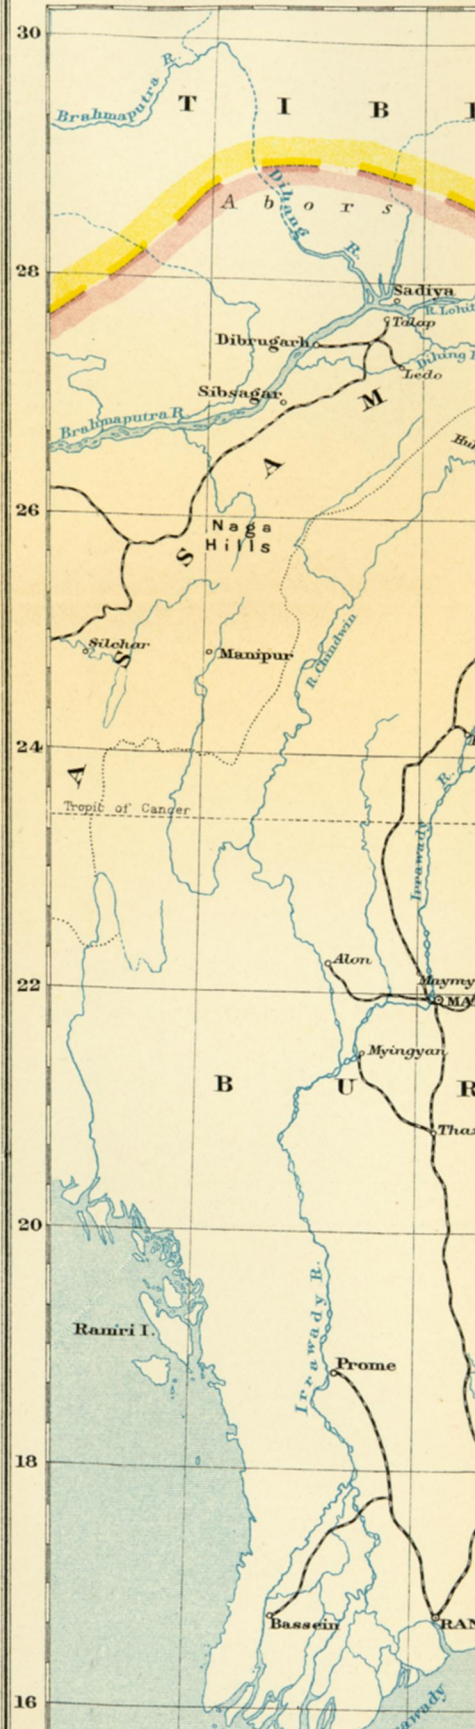 30
T I B
Brahmaputra R.
A b o r s
Dihang R.
28
Sadiya
R. Lohit
Talap
Dibrugarh
Dihing
Ledo
Sibsagar
M
Brahmaputra R.
A
26
Naga
Hills
S
R. Chindwin
Silchar
S
Manipur
24
A
R.
Tropic of Cancer
Irrawady
Alon
22
Maymy
MA
Myingyan
B U R
Tha
20
Irrawady R.
Ramri I.
Prome
18
Bassein
RAN
16
awady